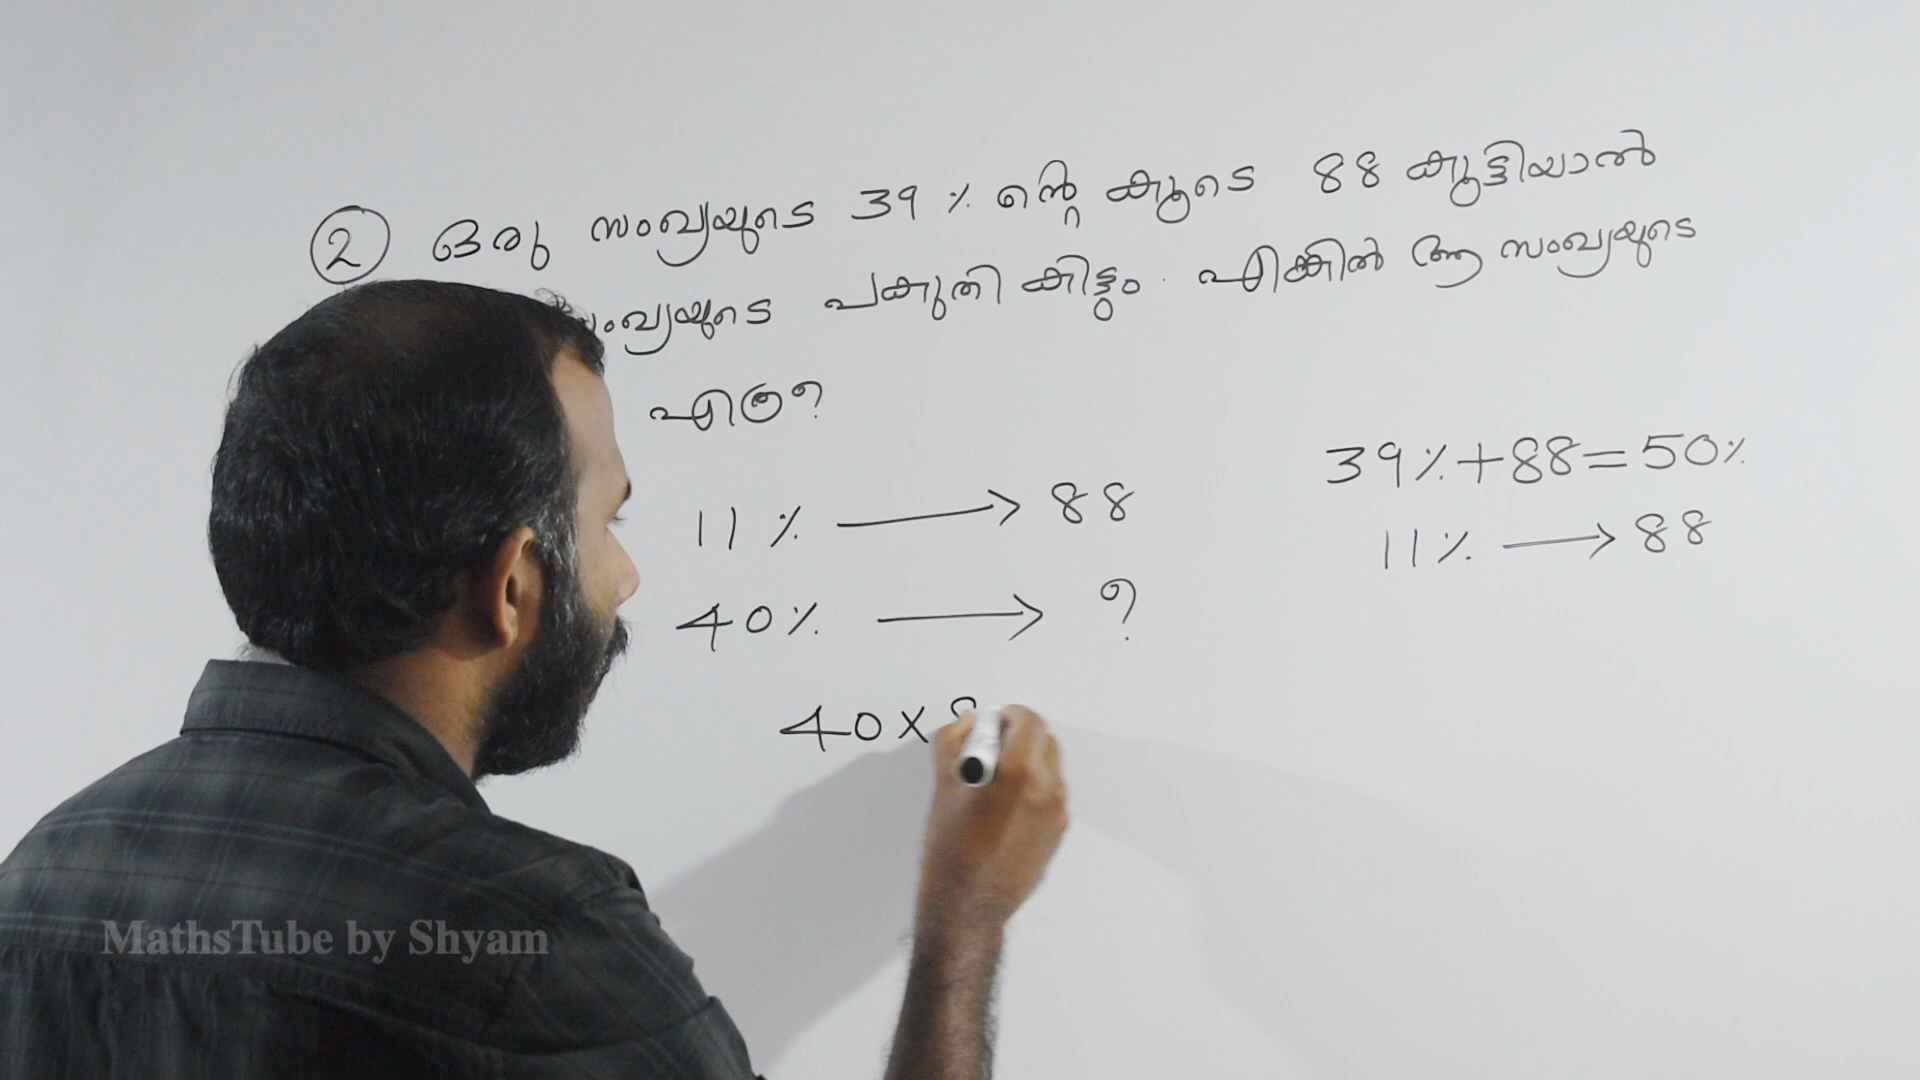 ② ഒരു സംഖ്യയുടെ 39 % ന്റെ കൂടെ 88 കൂട്ടിയാൽ
സംഖ്യയുടെ പകുതി കിട്ടും. എങ്കിൽ ആ സംഖ്യയുടെ
എത്ര?
39%+88=50%
11% → 88
11% → 88
40% → ?
40×8
MathsTube by Shyam